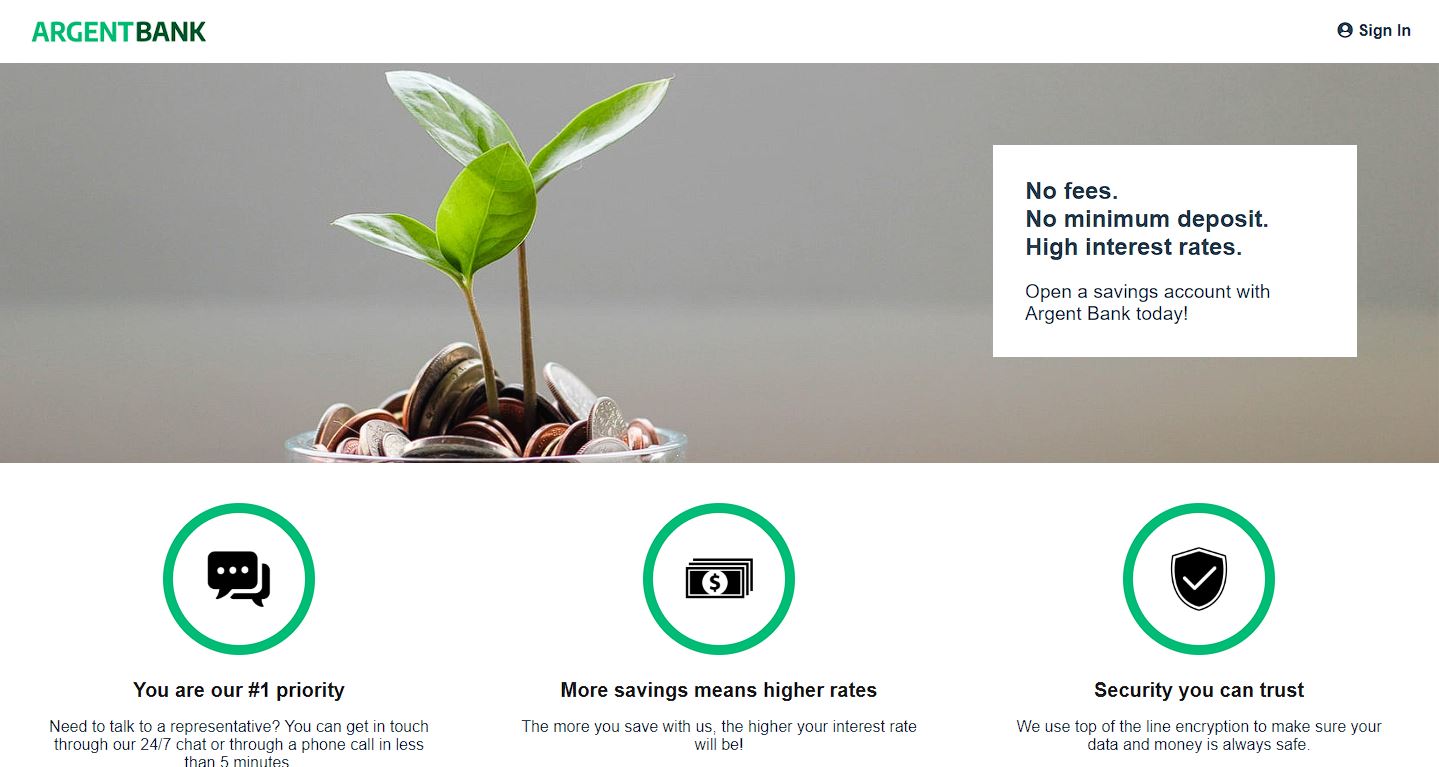 ARGENTBANK
Sign In
No fees.
No minimum deposit.
High interest rates.
Open a savings account with
Argent Bank today!
You are our #1 priority
Need to talk to a representative? You can get in touch
through our 24/7 chat or through a phone call in less
than 5 minutes
More savings means higher rates
The more you save with us, the higher your interest rate
will be!
Security you can trust
We use top of the line encryption to make sure your
data and money is always safe.